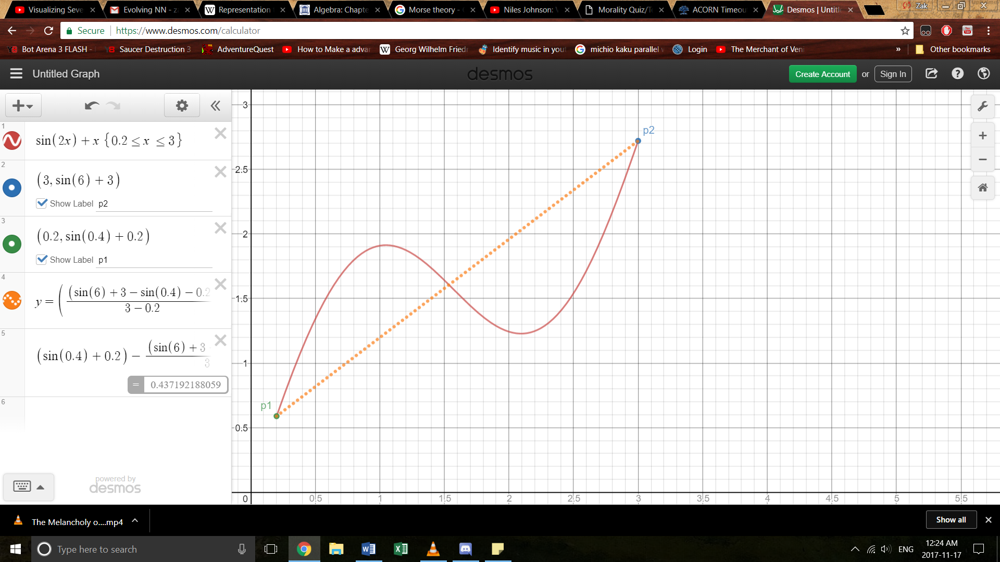 Visualizing Seve
Evolving NN - za
Representation
Algebra: Chapte
Morse theory - G
Niles Johnson: V
Morality Quiz/Te
ACORN Timeou
Desmos | Untitl
Zak
Secure
https://www.desmos.com/calculator
Bot Arena 3 FLASH -
Saucer Destruction 3
AdventureQuest
How to Make a advar
Georg Wilhelm Friedr
Identify music in your
michio kaku parallel
Login
The Merchant of Veni
»
Other bookmarks
Untitled Graph
desmos
Create Account
or
Sign In
1
sin(2x) + x {0.2 ≤ x ≤ 3}
2
(3, sin(6) + 3)
Show Label p2
3
(0.2, sin(0.4) + 0.2)
Show Label p1
4
y = ( (sin(6) + 3 − sin(0.4) − 0.2
3 − 0.2
5
(sin(0.4) + 0.2) − (sin(6) + 3
3
= 0.437192188059
6
powered by
desmos
3
2.5
2
1.5
1
0.5
0
0.5
1
1.5
2
2.5
3
3.5
4
4.5
5
5.5
p2
p1
The Melancholy o....mp4
Show all
Type here to search
ENG
12:24 AM
2017-11-17